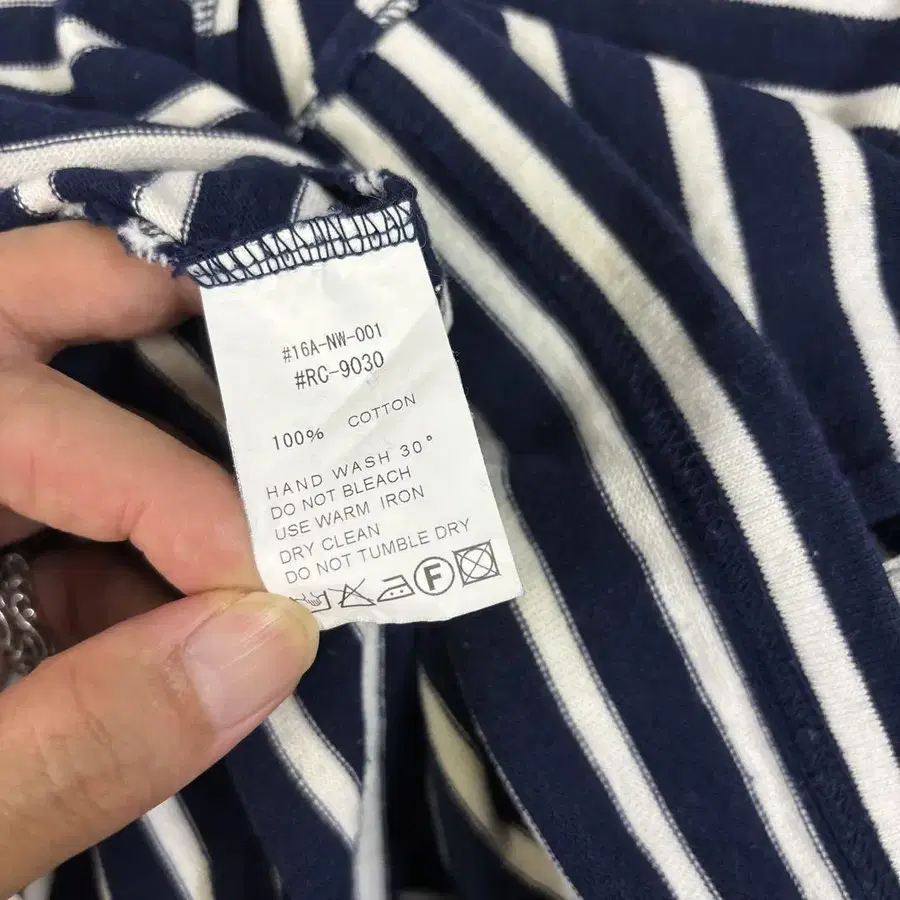 #16A-NW-001
#RC-9030
100% COTTON
HAND WASH 30°
DO NOT BLEACH
USE WARM IRON
DRY CLEAN
DO NOT TUMBLE DRY
F